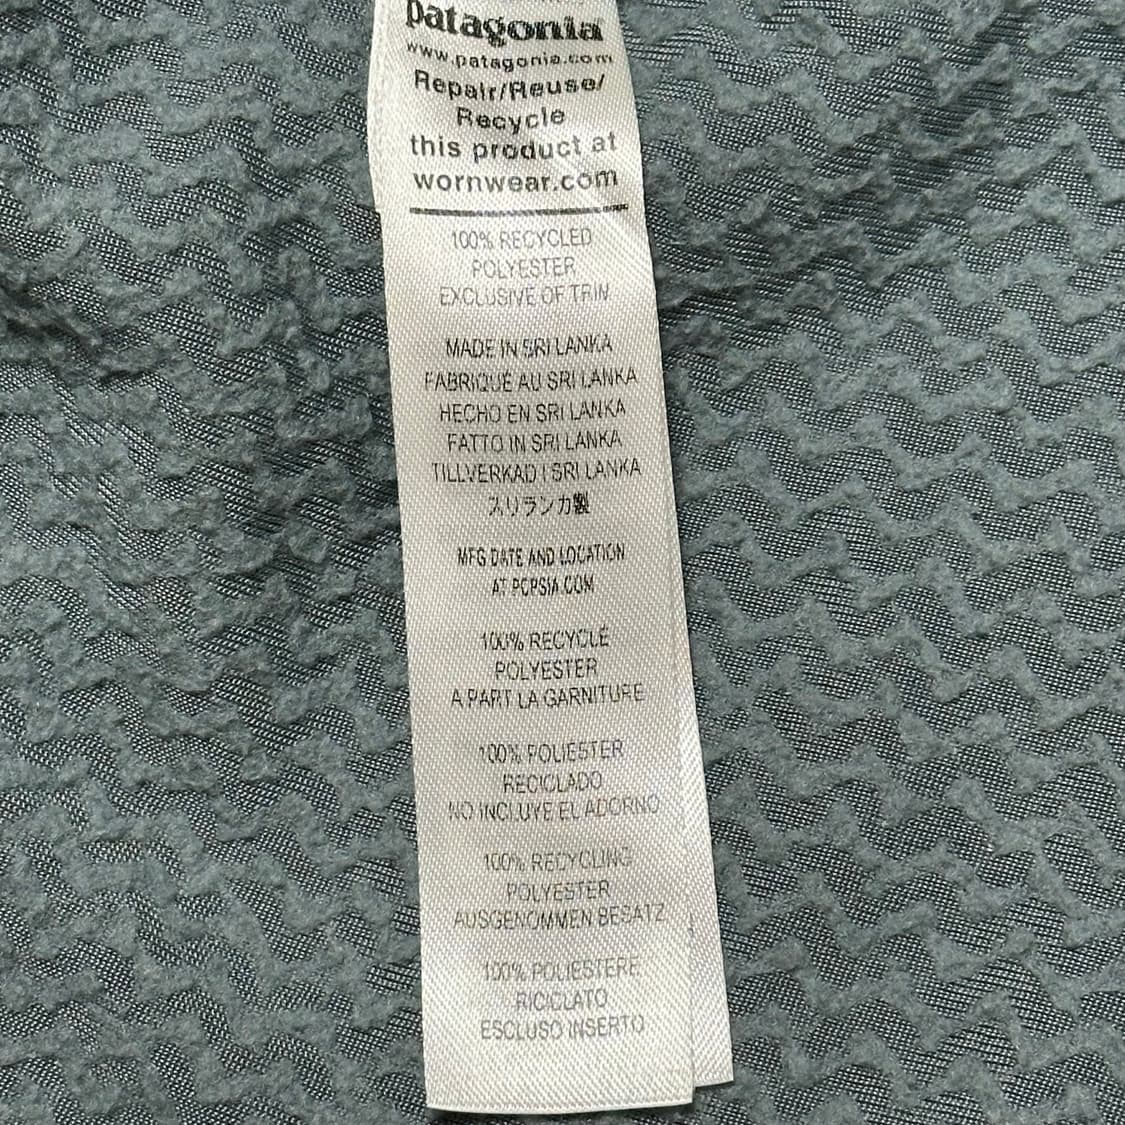 patagonia
www.patagonia.com
Repair/Reuse/
Recycle
this product at
wornwear.com
100% RECYCLED
POLYESTER
EXCLUSIVE OF TRIM
MADE IN SRI LANKA
FABRIQUÉ AU SRI LANKA
HECHO EN SRI LANKA
FATTO IN SRI LANKA
TILLVERKAD I SRI LANKA
スリランカ製
MFG DATE AND LOCATION
AT PCPSIA.COM
100% RECYCLÉ
POLYESTER
A PART LA GARNITURE
100% POLIESTER
RECICLADO
NO INCLUYE EL ADORNO
100% RECYCLING
POLYESTER
AUSGENOMMEN BESATZ
100% POLIESTERE
RICICLATO
ESCLUSO INSERTO